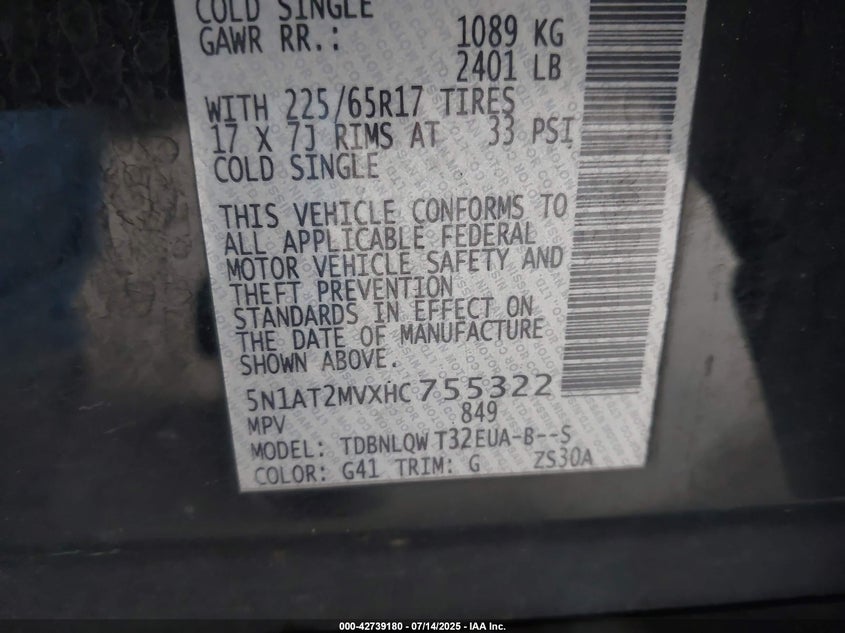 COLD SINGLE
GAWR RR.: 1089 KG
2401 LB
WITH 225/65R17 TIRES
17 X 7J RIMS AT 33 PSI
COLD SINGLE
THIS VEHICLE CONFORMS TO
ALL APPLICABLE FEDERAL
MOTOR VEHICLE SAFETY AND
THEFT PREVENTION
STANDARDS IN EFFECT ON
THE DATE OF MANUFACTURE
SHOWN ABOVE.
5N1AT2MVXHC755322
MPV 849
MODEL: TDBNLQW T32EUA-B--S
COLOR: G41 TRIM: G ZS30A
000-42739180 - 07/14/2025 - IAA Inc.